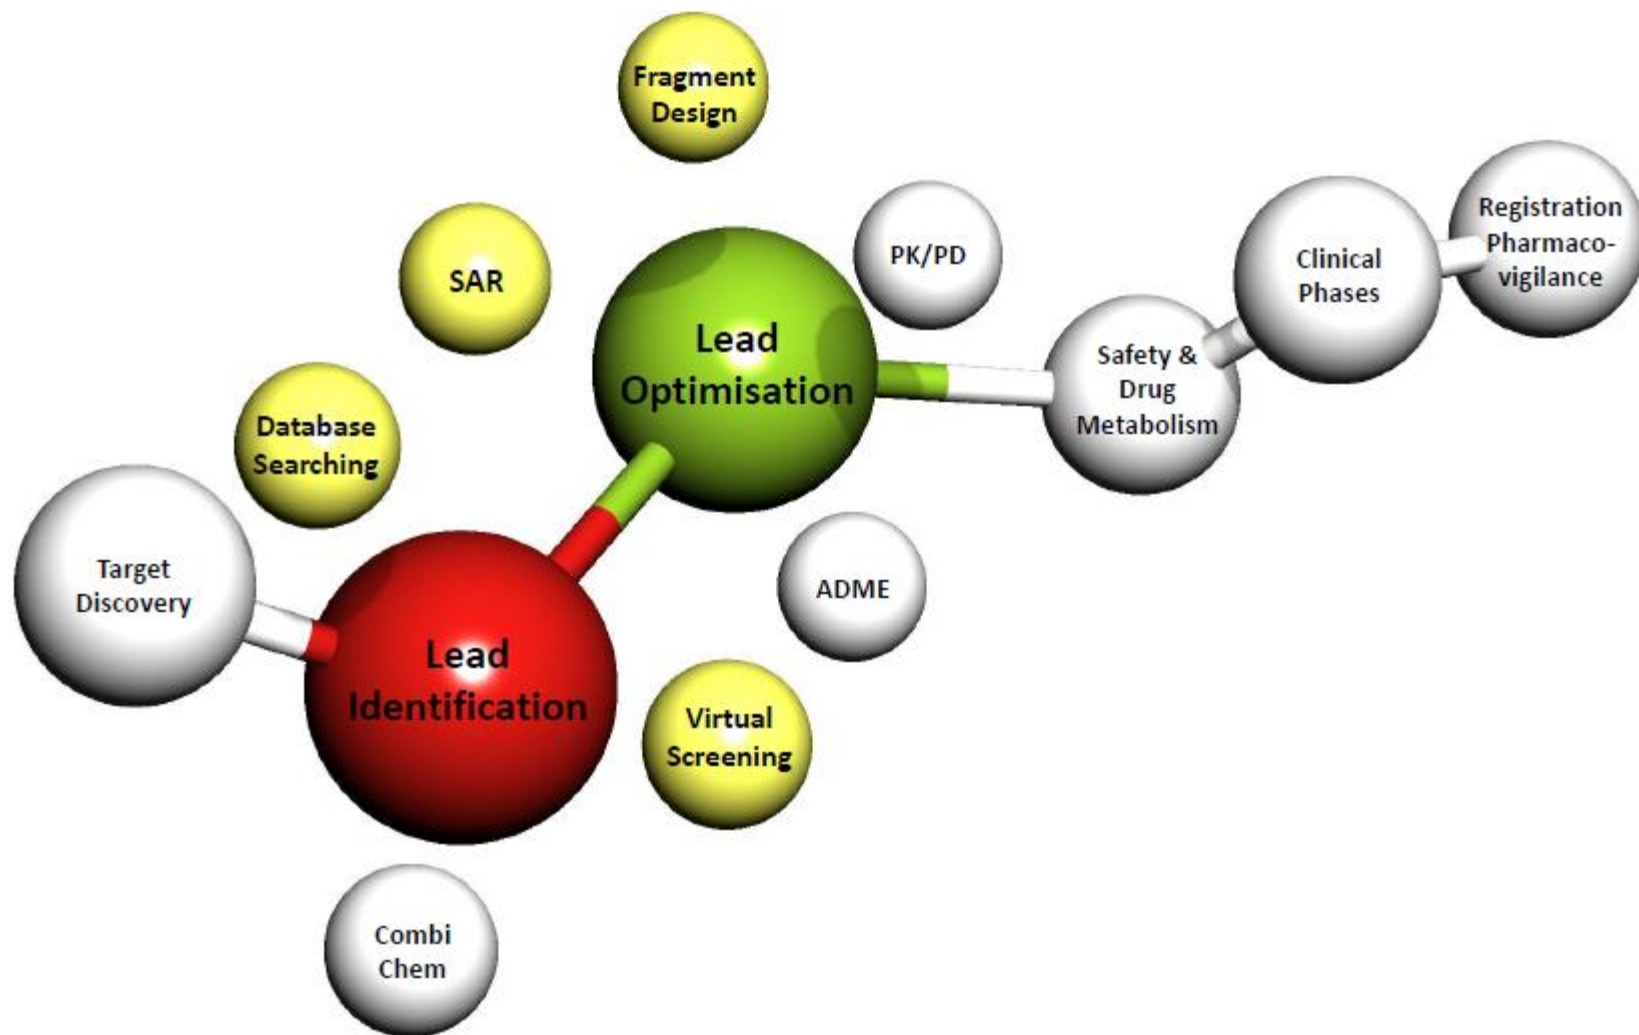 Fragment
Design
SAR
PK/PD
Lead
Optimisation
Database
Searching
Safety &
Drug
Metabolism
Clinical
Phases
Registration
Pharmaco-
vigilance
Target
Discovery
Lead
Identification
ADME
Virtual
Screening
Combi
Chem